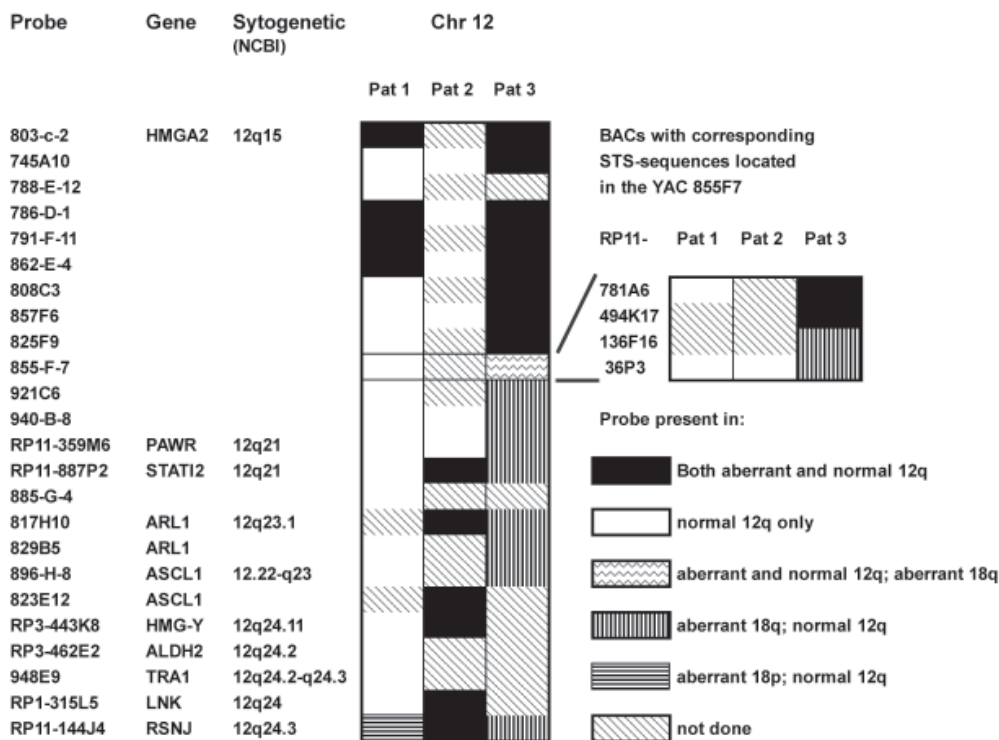 Probe Gene Sytogenetic Chr 12
(NCBI)
Pat 1 Pat 2 Pat 3
803-c-2 HMGA2 12q15
745A10
788-E-12
786-D-1
791-F-11
862-E-4
808C3
857F6
825F9
855-F-7
921C6
940-B-8
RP11-359M6 PAWR 12q21
RP11-887P2 STATI2 12q21
885-G-4
817H10 ARL1 12q23.1
829B5 ARL1
896-H-8 ASCL1 12.22-q23
823E12 ASCL1
RP3-443K8 HMG-Y 12q24.11
RP3-462E2 ALDH2 12q24.2
948E9 TRA1 12q24.2-q24.3
RP1-315L5 LNK 12q24
RP11-144J4 RSNJ 12q24.3
BACs with corresponding
STS-sequences located
in the YAC 855F7
RP11- Pat 1 Pat 2 Pat 3
781A6
494K17
136F16
36P3
Probe present in:
Both aberrant and normal 12q
normal 12q only
aberrant and normal 12q; aberrant 18q
aberrant 18q; normal 12q
aberrant 18p; normal 12q
not done